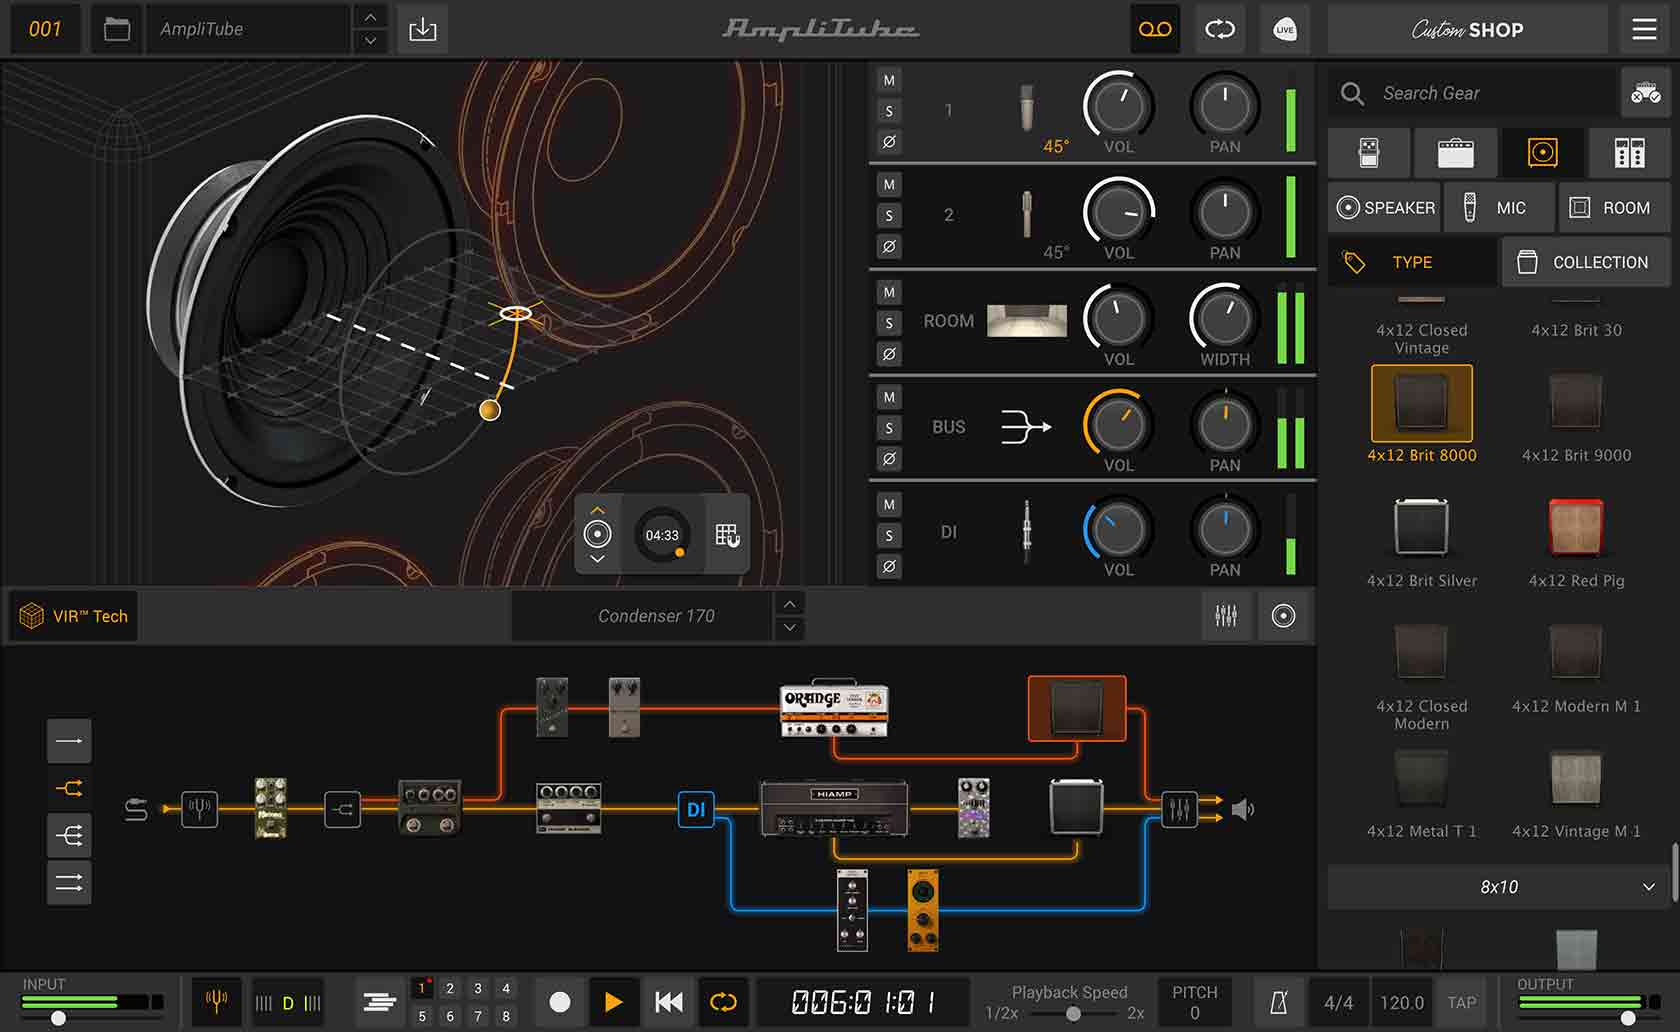 001
AmpliTube
AmpliTube
LIVE
Custom SHOP
Search Gear
SPEAKER
MIC
ROOM
TYPE
COLLECTION
M
S
Ø
1
45°
VOL
PAN
M
S
Ø
2
45°
VOL
PAN
M
S
Ø
ROOM
VOL
WIDTH
M
S
Ø
BUS
VOL
PAN
M
S
Ø
DI
VOL
PAN
04:33
VIR™ Tech
Condenser 170
4x12 Closed
Vintage
4x12 Brit 30
4x12 Brit 8000
4x12 Brit 9000
4x12 Brit Silver
4x12 Red Pig
4x12 Closed
Modern
4x12 Modern M 1
4x12 Metal T 1
4x12 Vintage M 1
8x10
ORANGE
DI
HIAMP
INPUT
D
1 2 3 4
5 6 7 8
006:01:01
Playback Speed
1/2x
2x
PITCH
0
4/4
120.0
TAP
OUTPUT